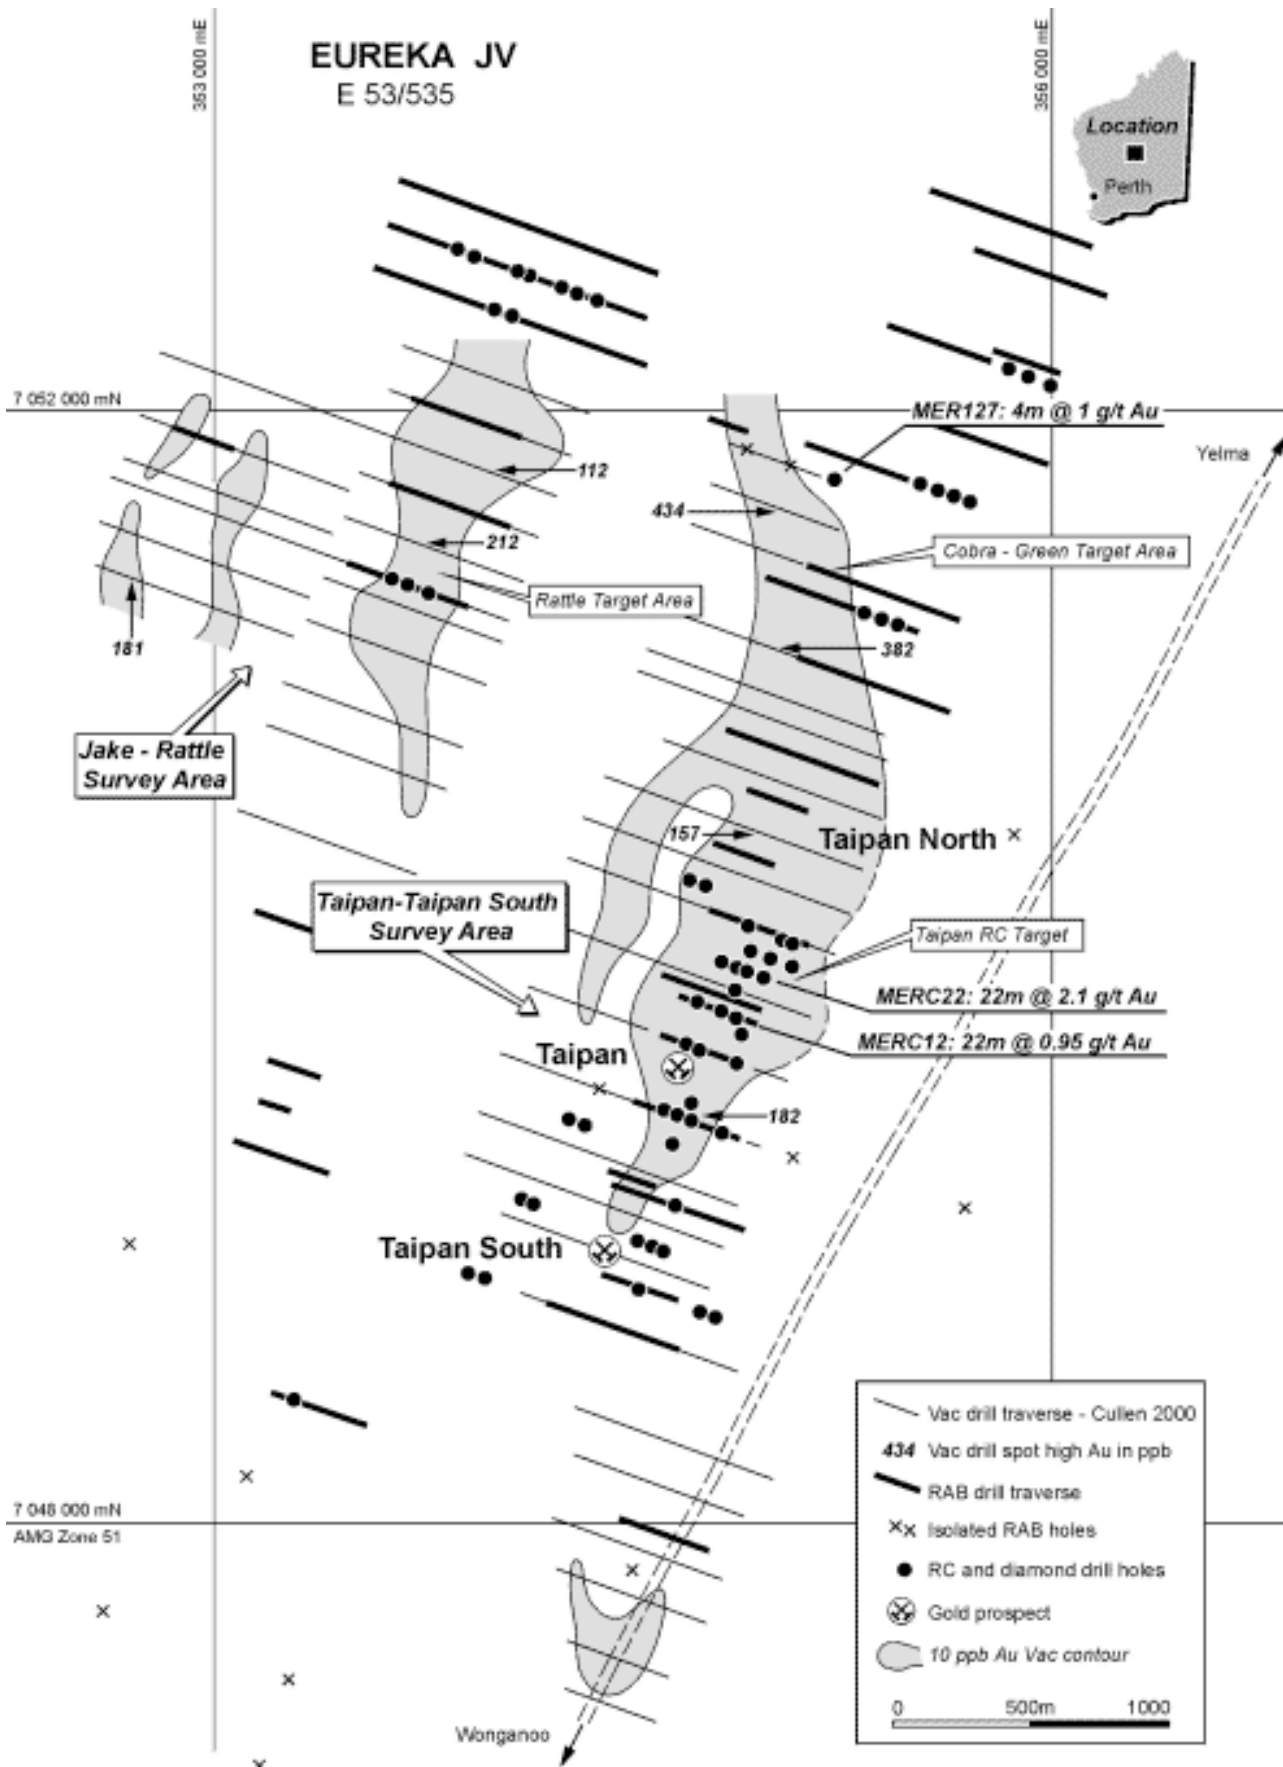 353 000 mE
EUREKA JV
E 53/535
356 000 mE
Location
Perth
7 052 000 mN
MER127: 4m @ 1 g/t Au
Yelma
112
434
212
Cobra - Green Target Area
Rattle Target Area
181
382
Jake - Rattle
Survey Area
157
Taipan North
Taipan-Taipan South
Survey Area
Taipan RC Target
MERC22: 22m @ 2.1 g/t Au
MERC12: 22m @ 0.95 g/t Au
Taipan
182
Taipan South
Vac drill traverse - Cullen 2000
434 Vac drill spot high Au in ppb
RAB drill traverse
Isolated RAB holes
RC and diamond drill holes
Gold prospect
10 ppb Au Vac contour
0 500m 1000
7 048 000 mN
AMG Zone 51
Wonganoo